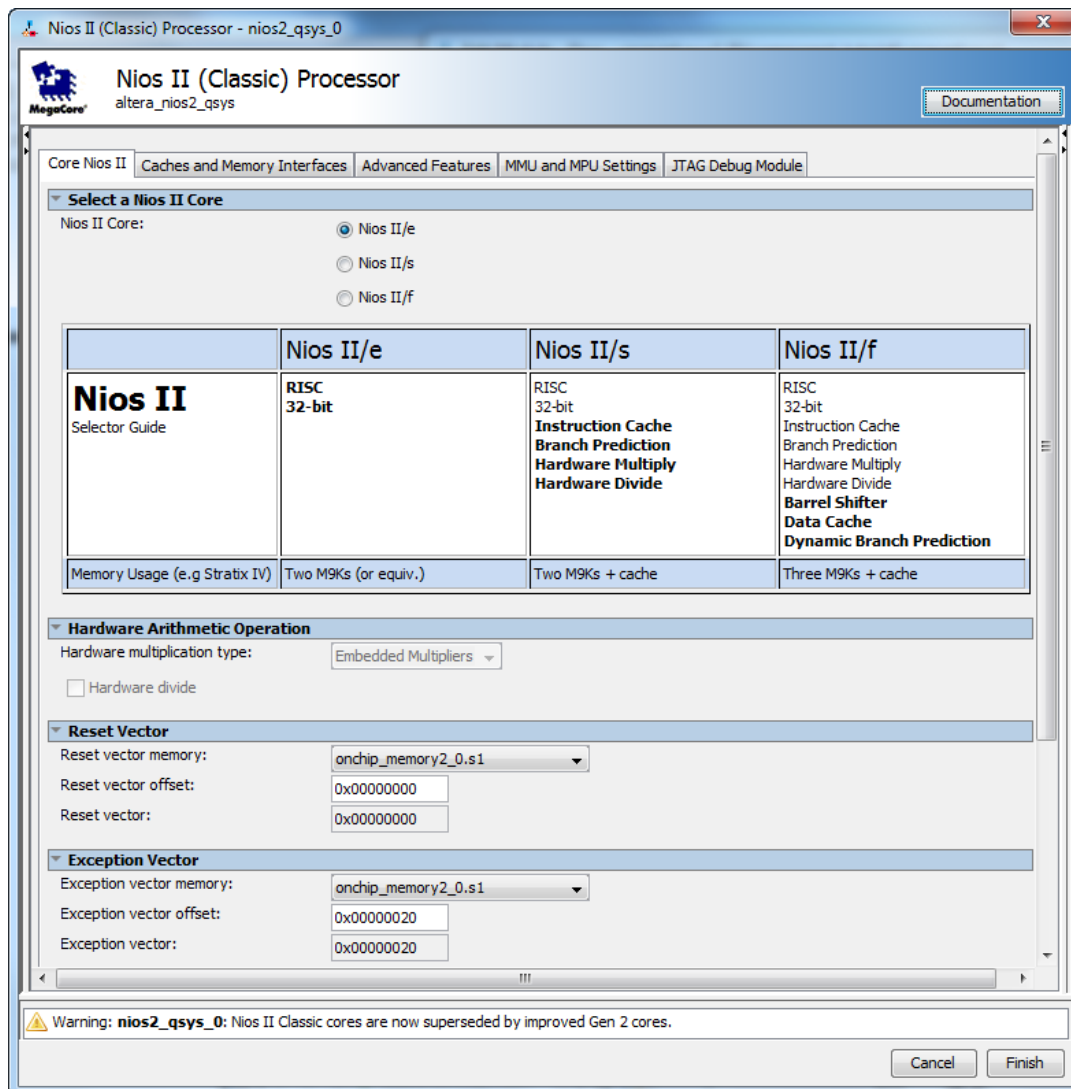 Nios II (Classic) Processor - nios2_qsys_0
Nios II (Classic) Processor
altera_nios2_qsys
MegaCore®
Documentation
Core Nios II Caches and Memory Interfaces Advanced Features MMU and MPU Settings JTAG Debug Module
Select a Nios II Core
Nios II Core:
Nios II/e
Nios II/s
Nios II/f
Nios II/e Nios II/s Nios II/f
Nios II
Selector Guide
RISC
32-bit
RISC
32-bit
Instruction Cache
Branch Prediction
Hardware Multiply
Hardware Divide
RISC
32-bit
Instruction Cache
Branch Prediction
Hardware Multiply
Hardware Divide
Barrel Shifter
Data Cache
Dynamic Branch Prediction
Memory Usage (e.g Stratix IV) Two M9Ks (or equiv.) Two M9Ks + cache Three M9Ks + cache
Hardware Arithmetic Operation
Hardware multiplication type: Embedded Multipliers
Hardware divide
Reset Vector
Reset vector memory: onchip_memory2_0.s1
Reset vector offset: 0x00000000
Reset vector: 0x00000000
Exception Vector
Exception vector memory: onchip_memory2_0.s1
Exception vector offset: 0x00000020
Exception vector: 0x00000020
Warning: nios2_qsys_0: Nios II Classic cores are now superseded by improved Gen 2 cores.
Cancel Finish